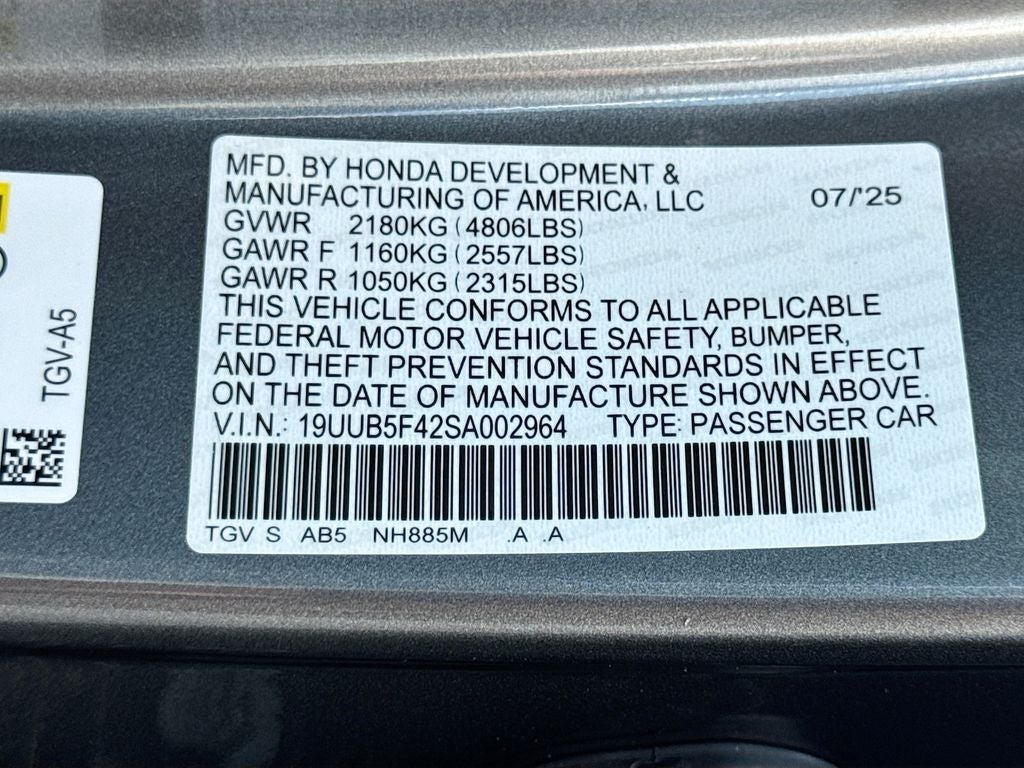 MFD. BY HONDA DEVELOPMENT &
MANUFACTURING OF AMERICA, LLC 07/'25
GVWR 2180KG (4806LBS)
GAWR F 1160KG (2557LBS)
GAWR R 1050KG (2315LBS)
THIS VEHICLE CONFORMS TO ALL APPLICABLE
FEDERAL MOTOR VEHICLE SAFETY, BUMPER,
AND THEFT PREVENTION STANDARDS IN EFFECT
ON THE DATE OF MANUFACTURE SHOWN ABOVE.
V.I.N.: 19UUB5F42SA002964 TYPE: PASSENGER CAR
TGV S AB5 NH885M .A .A
TGV-A5